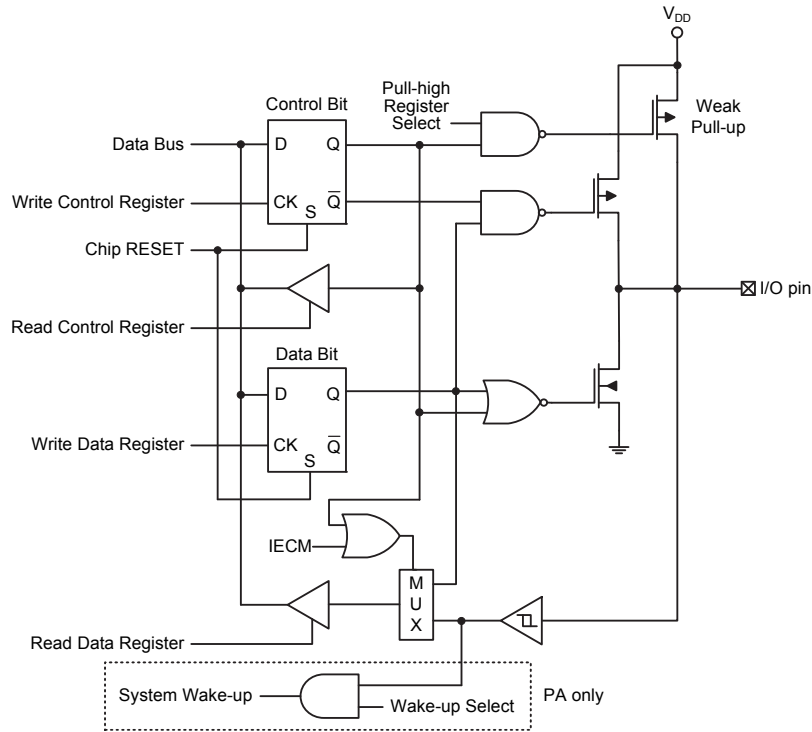 VDD
Pull-high
Register
Select
Weak
Pull-up
Control Bit
Data Bus
D
Q
Write Control Register
CK
Q
S
Chip RESET
I/O pin
Read Control Register
Data Bit
D
Q
Write Data Register
CK
Q
S
IECM
M
U
X
Read Data Register
System Wake-up
Wake-up Select
PA only